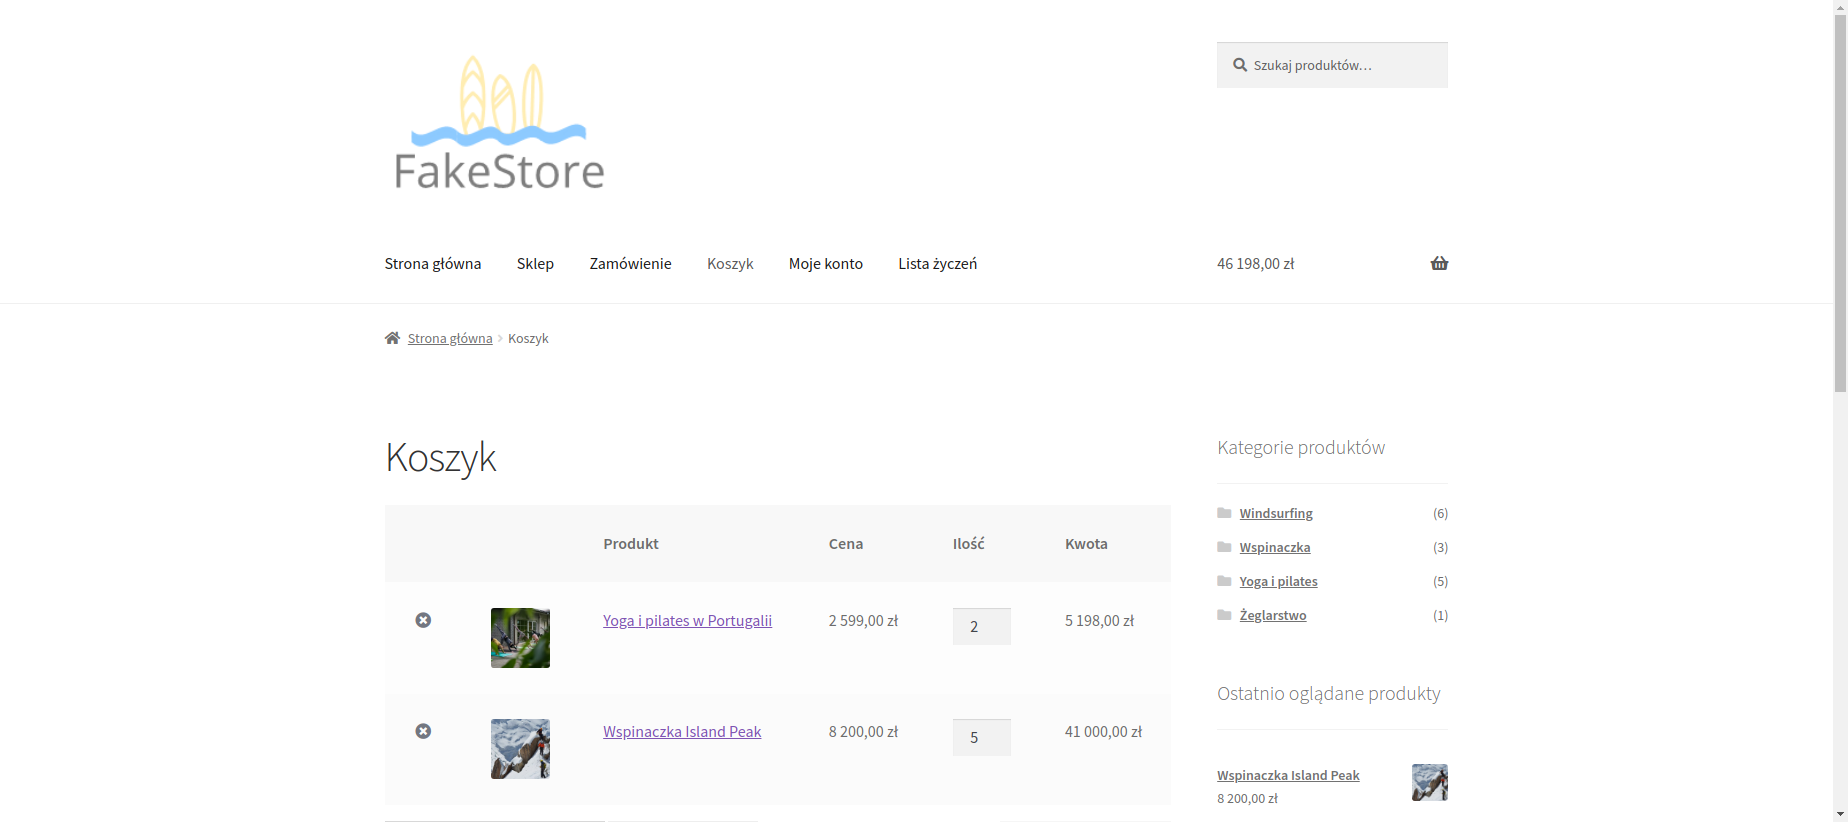 Szukaj produktów…
FakeStore
Strona główna Sklep Zamówienie Koszyk Moje konto Lista życzeń 46 198,00 zł
Strona główna Koszyk
Koszyk
Produkt Cena Ilość Kwota
Yoga i pilates w Portugalii 2 599,00 zł 2 5 198,00 zł
Wspinaczka Island Peak 8 200,00 zł 5 41 000,00 zł
Kategorie produktów
Windsurfing (6)
Wspinaczka (3)
Yoga i pilates (5)
Żeglarstwo (1)
Ostatnio oglądane produkty
Wspinaczka Island Peak
8 200,00 zł